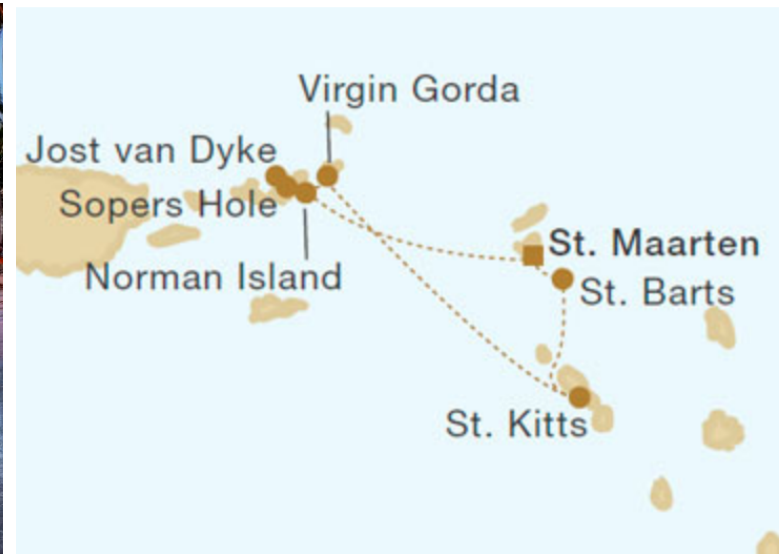 Virgin Gorda
Jost van Dyke
Sopers Hole
Norman Island
St. Maarten
St. Barts
St. Kitts